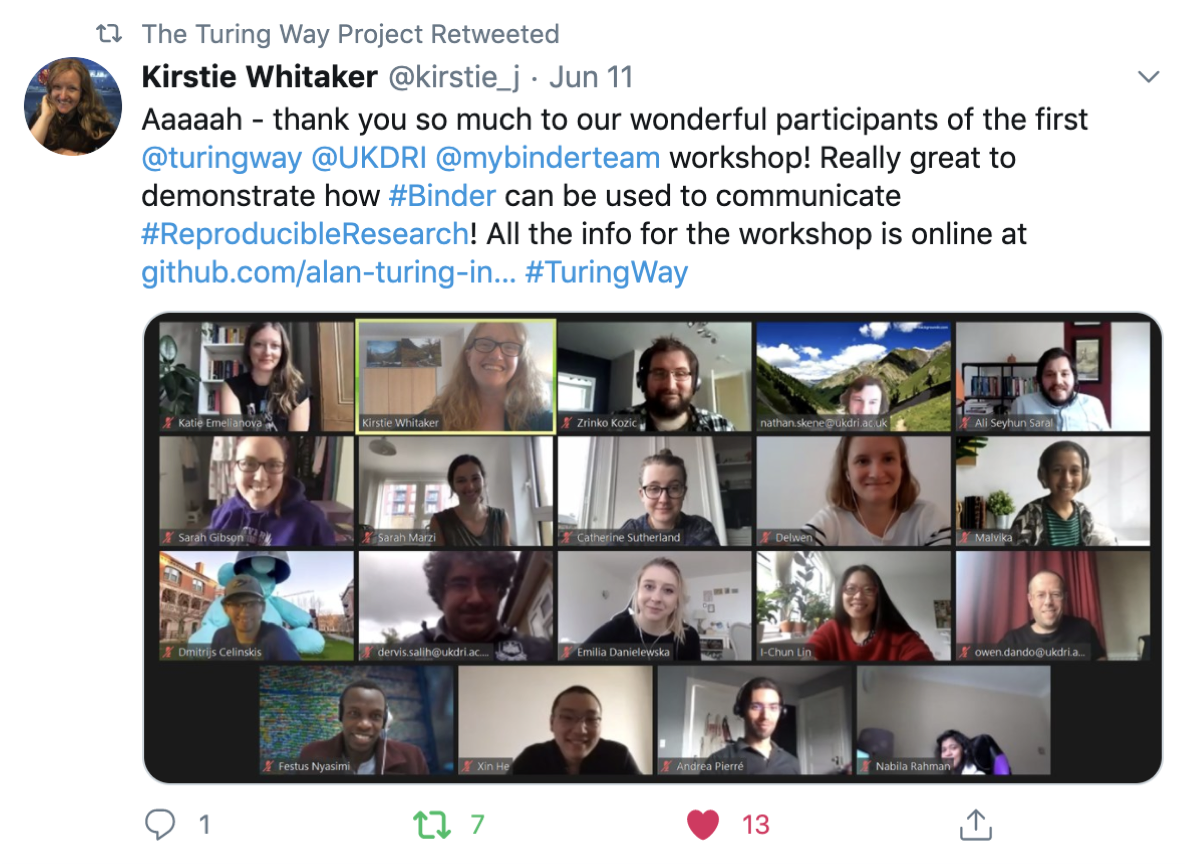 The Turing Way Project Retweeted
Kirstie Whitaker @kirstie_j · Jun 11
Aaaaah - thank you so much to our wonderful participants of the first
@turingway @UKDRI @mybinderteam workshop! Really great to
demonstrate how #Binder can be used to communicate
#ReproducibleResearch! All the info for the workshop is online at
github.com/alan-turing-in... #TuringWay
Katie Emelianova
Kirstie Whitaker
Zrinko Kozic
nathan.skene@ukdri.ac.uk
Ali Seyhun Saral
Sarah Gibson
Sarah Marzi
Catherine Sutherland
Delwen
Malvika
Dmitrijs Celinskis
dervis.salih@ukdri.ac....
Emilia Danielewska
I-Chun Lin
owen.dando@ukdri.a...
Festus Nyasimi
Xin He
Andrea Pierré
Nabila Rahman
1
7
13